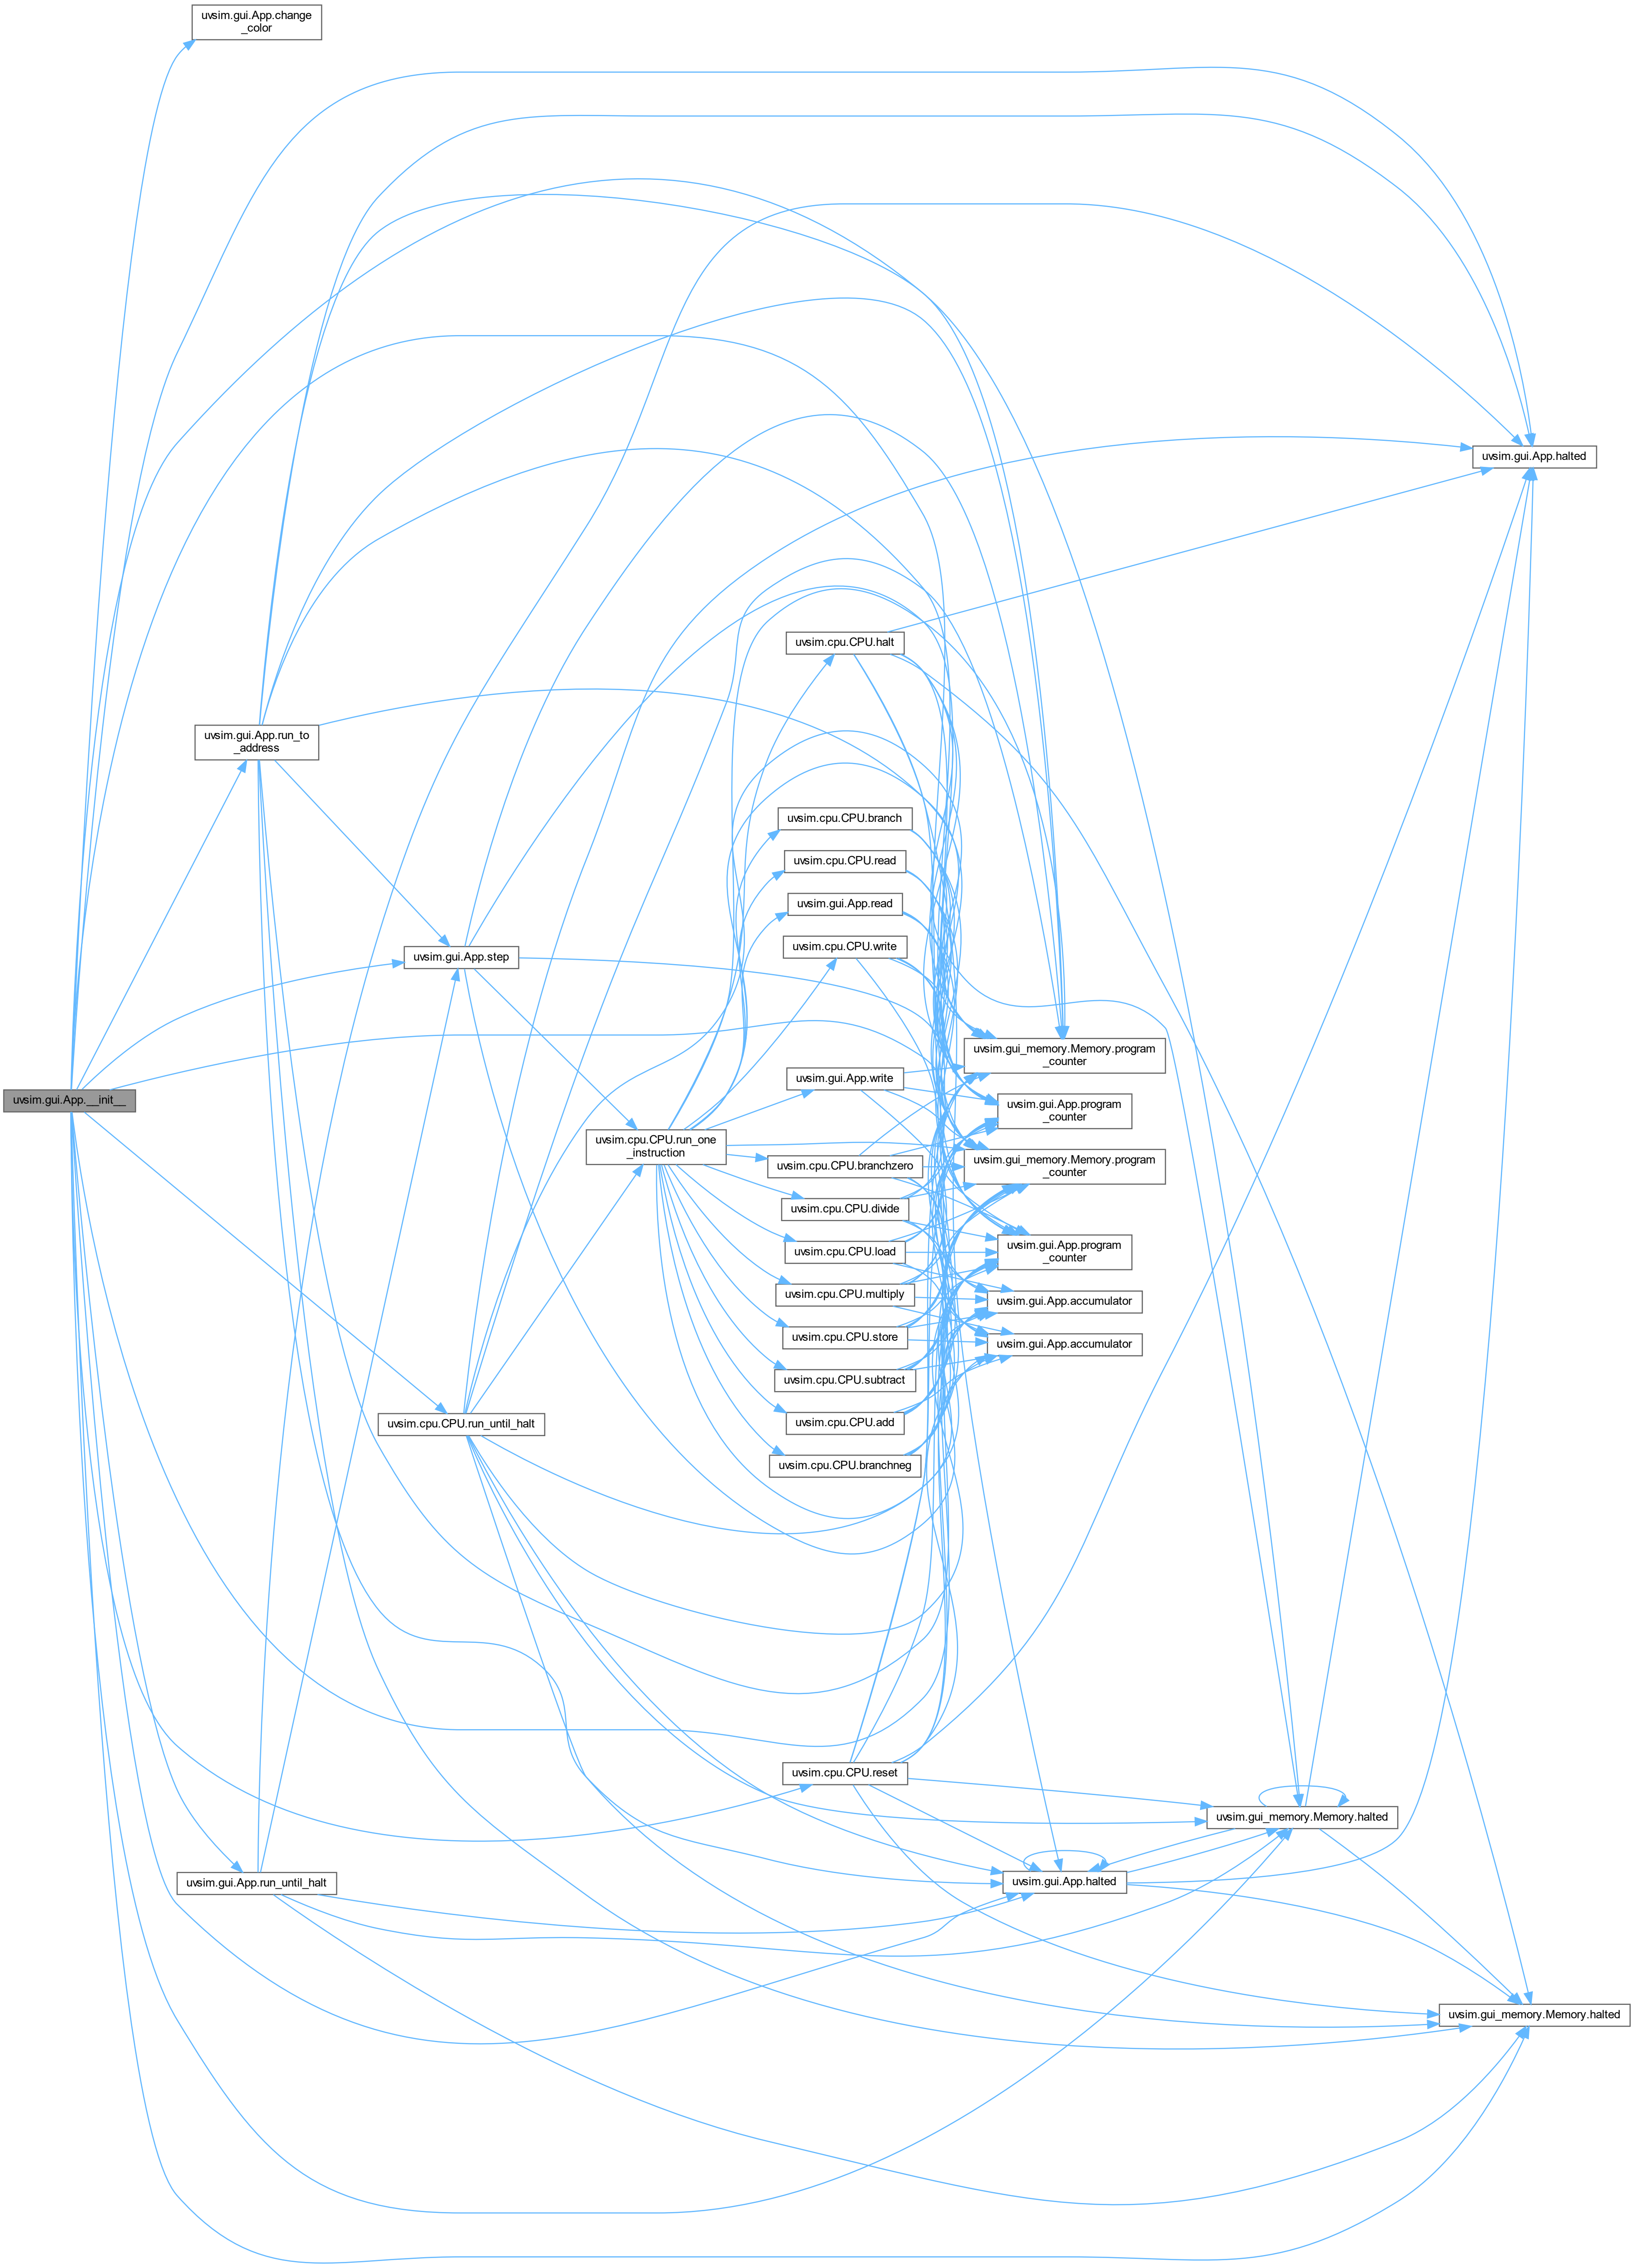 uvsim.gui.App.change
_color
uvsim.gui.App.halted
uvsim.cpu.CPU.halt
uvsim.gui.App.run_to
_address
uvsim.cpu.CPU.branch
uvsim.cpu.CPU.read
uvsim.gui.App.read
uvsim.cpu.CPU.write
uvsim.gui.App.step
uvsim.gui_memory.Memory.program
_counter
uvsim.gui.App.write
uvsim.gui.App.__init__
uvsim.gui.App.program
_counter
uvsim.cpu.CPU.run_one
_instruction
uvsim.cpu.CPU.branchzero
uvsim.gui_memory.Memory.program
_counter
uvsim.cpu.CPU.divide
uvsim.cpu.CPU.load
uvsim.gui.App.program
_counter
uvsim.cpu.CPU.multiply
uvsim.gui.App.accumulator
uvsim.cpu.CPU.store
uvsim.gui.App.accumulator
uvsim.cpu.CPU.subtract
uvsim.cpu.CPU.add
uvsim.cpu.CPU.run_until_halt
uvsim.cpu.CPU.branchneg
uvsim.cpu.CPU.reset
uvsim.gui_memory.Memory.halted
uvsim.gui.App.run_until_halt
uvsim.gui.App.halted
uvsim.gui_memory.Memory.halted